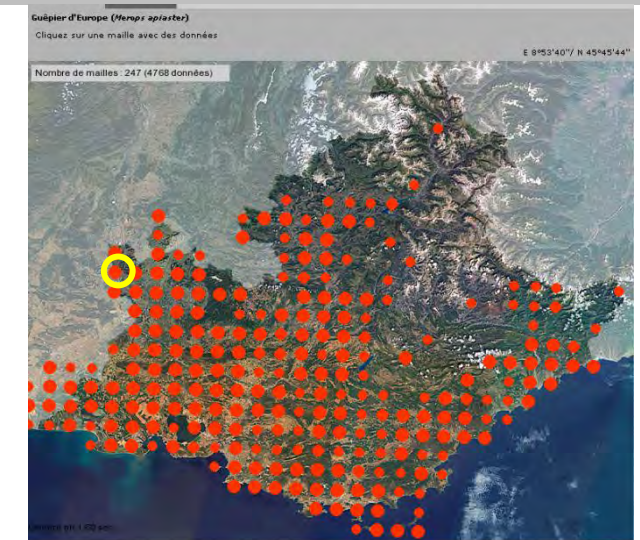 Guêpier d'Europe (Merops apiaster)
Cliquez sur une maille avec des données
E 8°53'40"/ N 45°45'44"
Nombre de mailles : 247 (4768 données)